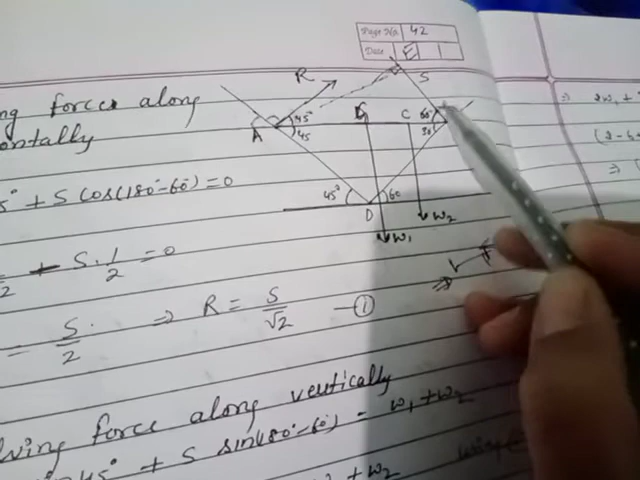 Page No. 42
Date E
S
R
ng forces along
A 45° 45 G C 60° 30
ontally
5° + S cos(180°-60°) = 0
45° D 60
W1 W2
2 + S.1/2 = 0
= S/2 ⇒ R = S/√2 —①
lving force along vertically
45° + S sin(180°-60°) = w1 + w2
+ w2